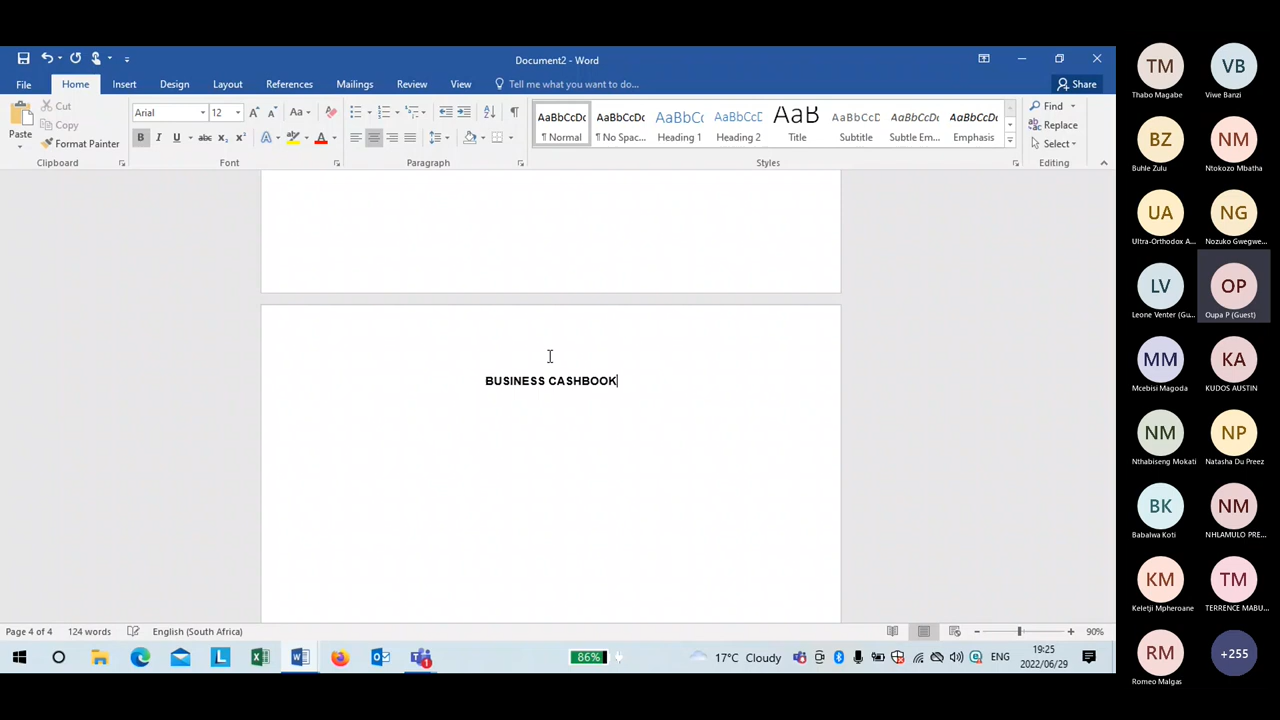 Document2 - Word
File Home Insert Design Layout References Mailings Review View Tell me what you want to do... Share
Paste
Cut
Copy
Format Painter
Clipboard
Arial 12
Font
Paragraph
AaBbCcDc AaBbCcDc AaBbCc AaBbCcD AaB AaBbCcD AaBbCcDc AaBbCcDc
¶ Normal ¶ No Spac... Heading 1 Heading 2 Title Subtitle Subtle Em... Emphasis
Styles
Find
Replace
Select
Editing
BUSINESS CASHBOOK
Page 4 of 4 124 words English (South Africa) 90%
86% 17°C Cloudy ENG 19:25
2022/06/29
TM VB
Thabo Magabe Viwe Banzi
BZ NM
Buhle Zulu Ntokozo Mbatha
UA NG
Ultra-Orthodox A... Nozuko Gwegwe...
LV OP
Leone Venter (Gu... Oupa P (Guest)
MM KA
Mcebisi Magoda KUDOS AUSTIN
NM NP
Nthabiseng Mokati Natasha Du Preez
BK NM
Babalwa Koti NHLAMULO PRE...
KM TM
Keletji Mpheroane TERRENCE MABU...
RM +255
Romeo Malgas